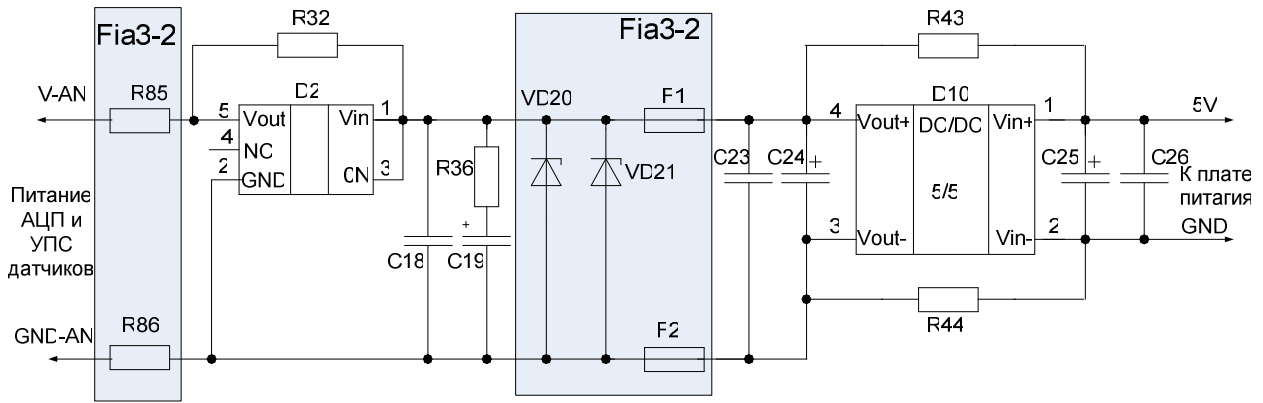 Fia3-2
R32
Fia3-2
R43
V-AN
R85
5
Vout
4
NC
2
GND
D2
Vin
1
0N
3
R36
+
C18
C19
VD20
VD21
F1
F2
C23
C24
+
4
Vout+
3
Vout-
D10
DC/DC
5/5
Vin+
1
Vin-
2
C25
+
C26
5V
К плате
питагия
GND
R44
Питание
АЦП и
УПС
датчиков
GND-AN
R86